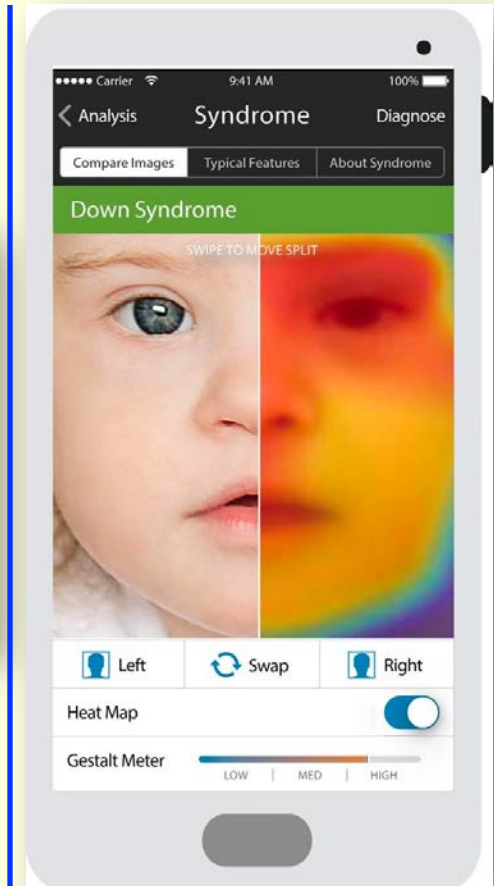 Carrier 9:41 AM 100%
Analysis Syndrome Diagnose
Compare Images Typical Features About Syndrome
Down Syndrome
SWIPE TO MOVE SPLIT
Left Swap Right
Heat Map
Gestalt Meter
LOW | MED | HIGH